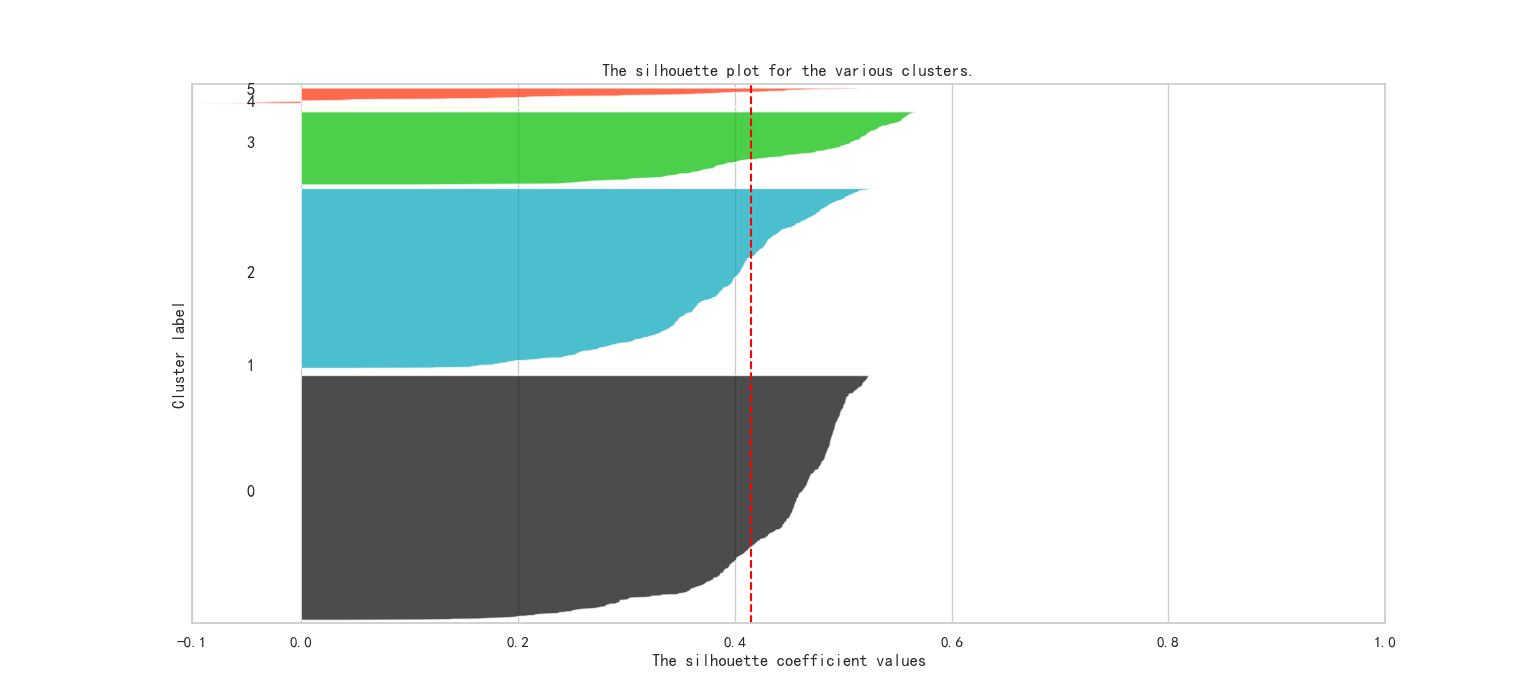 The silhouette plot for the various clusters.
5
4
3
2
1
0
Cluster label
-0.1 0.0 0.2 0.4 0.6 0.8 1.0
The silhouette coefficient values